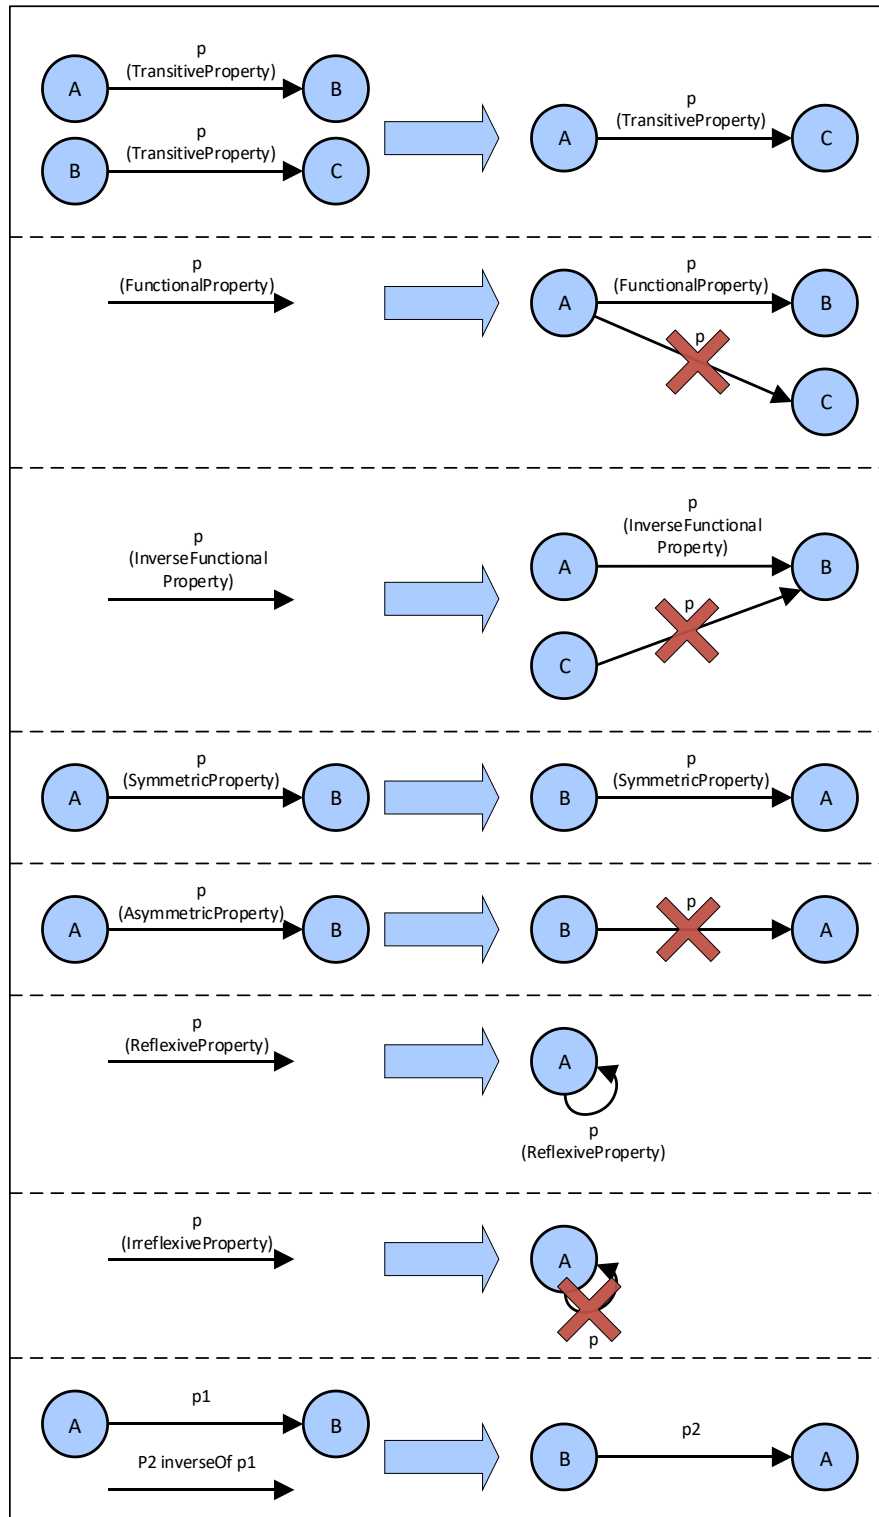 p
(TransitiveProperty)
A
B
p
(TransitiveProperty)
B
C
p
(TransitiveProperty)
A
C
p
(FunctionalProperty)
p
(FunctionalProperty)
A
B
p
C
p
(InverseFunctional
Property)
p
(InverseFunctional
Property)
A
B
p
C
p
(SymmetricProperty)
A
B
p
(SymmetricProperty)
B
A
p
(AsymmetricProperty)
A
B
p
B
A
p
(ReflexiveProperty)
A
p
(ReflexiveProperty)
p
(IrreflexiveProperty)
A
p
p1
A
B
P2 inverseOf p1
p2
B
A